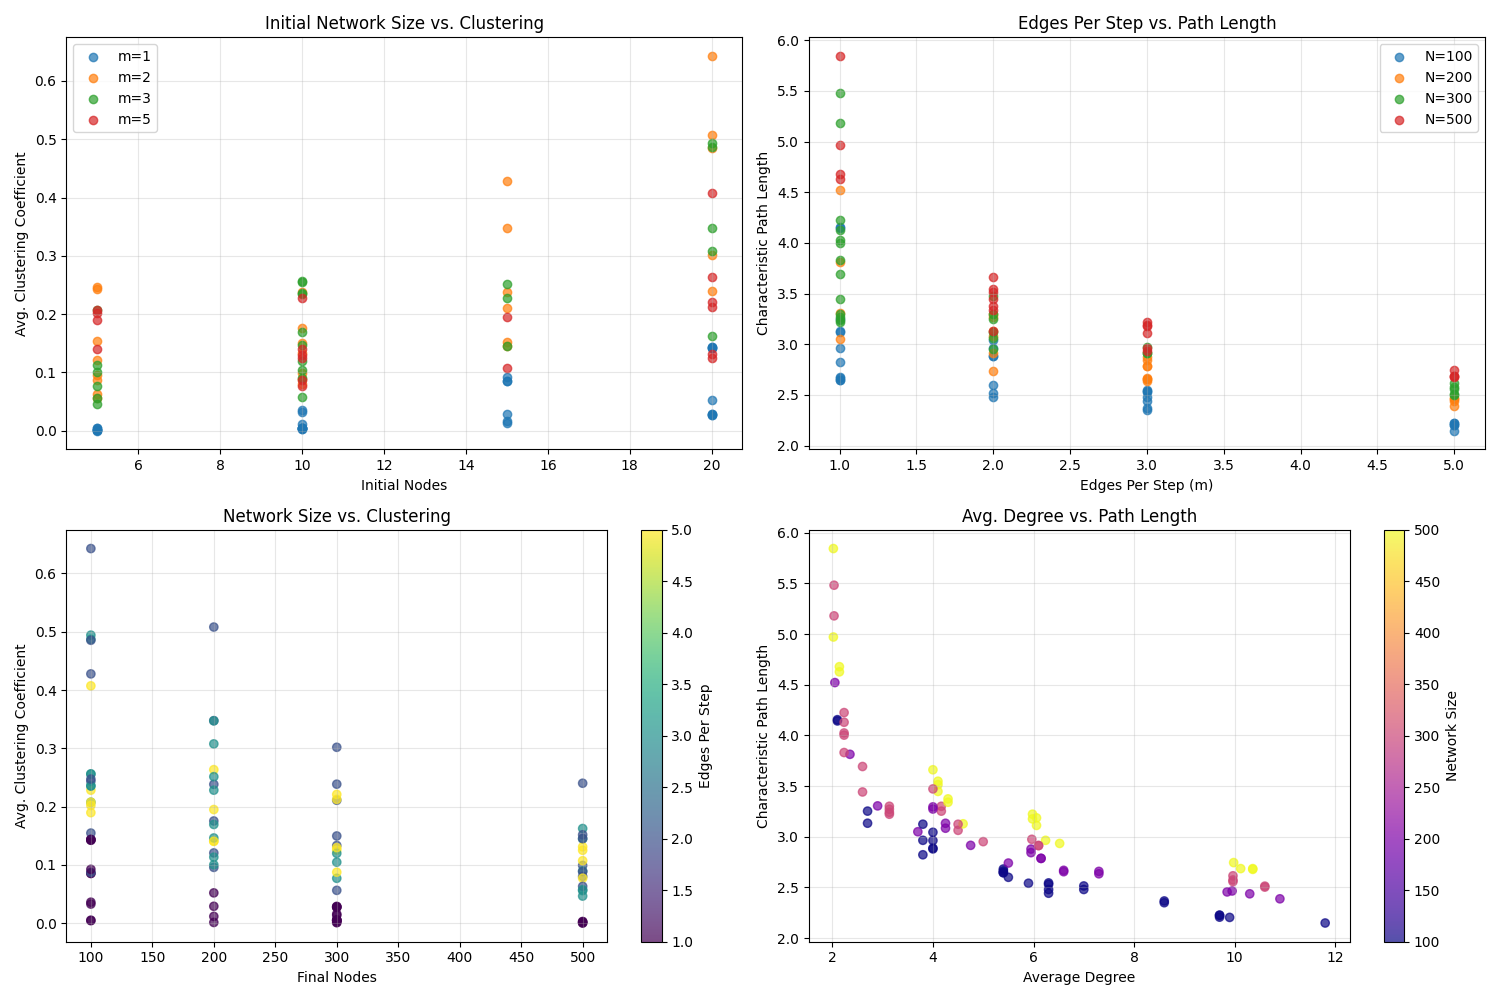 Initial Network Size vs. Clustering
Avg. Clustering Coefficient
0.6
0.5
0.4
0.3
0.2
0.1
0.0
m=1
m=2
m=3
m=5
6 8 10 12 14 16 18 20
Initial Nodes
Edges Per Step vs. Path Length
Characteristic Path Length
6.0
5.5
5.0
4.5
4.0
3.5
3.0
2.5
2.0
N=100
N=200
N=300
N=500
1.0 1.5 2.0 2.5 3.0 3.5 4.0 4.5 5.0
Edges Per Step (m)
Network Size vs. Clustering
Avg. Clustering Coefficient
0.6
0.5
0.4
0.3
0.2
0.1
0.0
100 150 200 250 300 350 400 450 500
Final Nodes
5.0
4.5
4.0
3.5
3.0
2.5
2.0
1.5
1.0
Edges Per Step
Avg. Degree vs. Path Length
Characteristic Path Length
6.0
5.5
5.0
4.5
4.0
3.5
3.0
2.5
2.0
2 4 6 8 10 12
Average Degree
500
450
400
350
300
250
200
150
100
Network Size